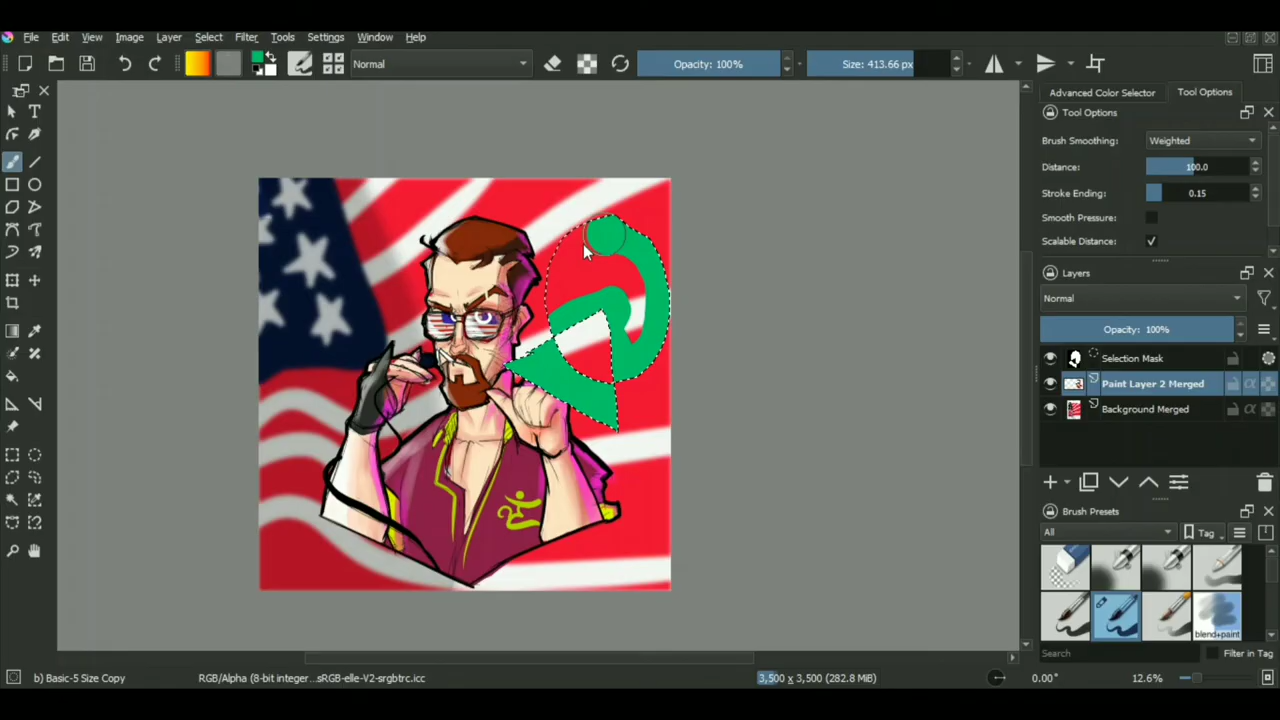 File Edit View Image Layer Select Filter Tools Settings Window Help
Normal Opacity: 100% Size: 413.66 px
Advanced Color Selector Tool Options
Tool Options
Brush Smoothing: Weighted
Distance: 100.0
Stroke Ending: 0.15
Smooth Pressure:
Scalable Distance:
Layers
Normal
Opacity: 100%
Selection Mask
Paint Layer 2 Merged
Background Merged
Brush Presets
All Tag
blend+paint
Search Filter in Tag
b) Basic-5 Size Copy RGB/Alpha (8-bit integer...sRGB-elle-V2-srgbtrc.icc 3,500 x 3,500 (282.8 MiB) 0.00° 12.6%